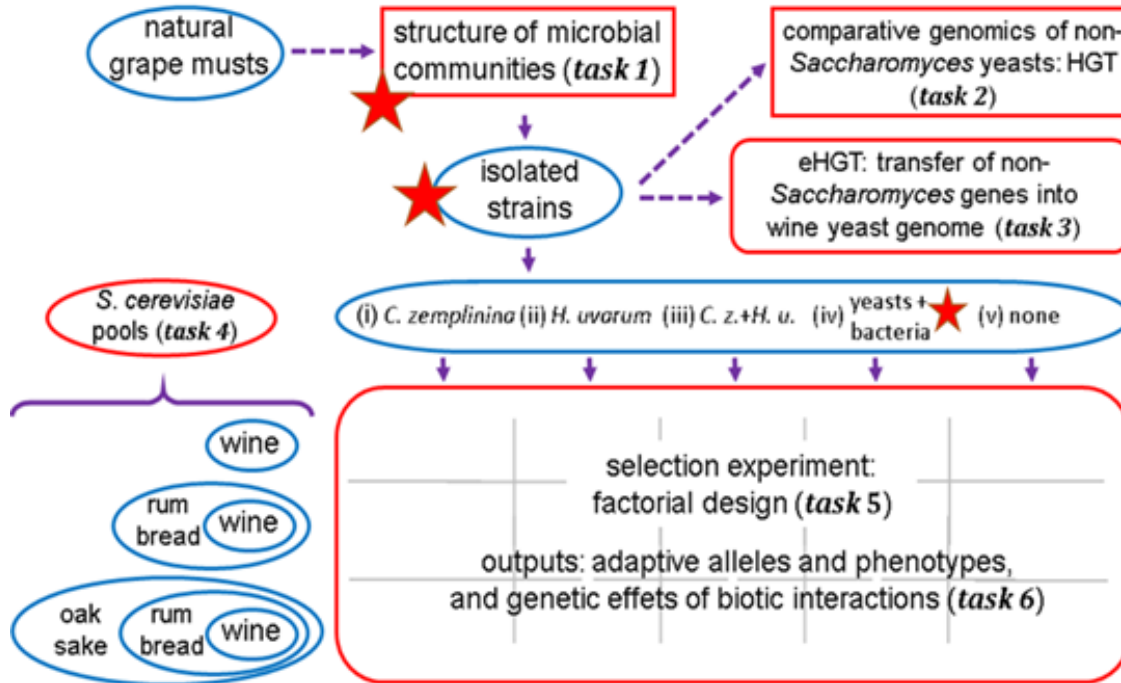 natural
grape musts
structure of microbial
communities (task 1)
comparative genomics of non-
Saccharomyces yeasts: HGT
(task 2)
isolated
strains
eHGT: transfer of non-
Saccharomyces genes into
wine yeast genome (task 3)
S. cerevisiae
pools (task 4)
(i) C. zemplinina (ii) H. uvarum (iii) C. z.+H. u. (iv) yeasts +
bacteria
(v) none
wine
rum
bread
wine
oak
sake
rum
bread
wine
selection experiment:
factorial design (task 5)
outputs: adaptive alleles and phenotypes,
and genetic effets of biotic interactions (task 6)